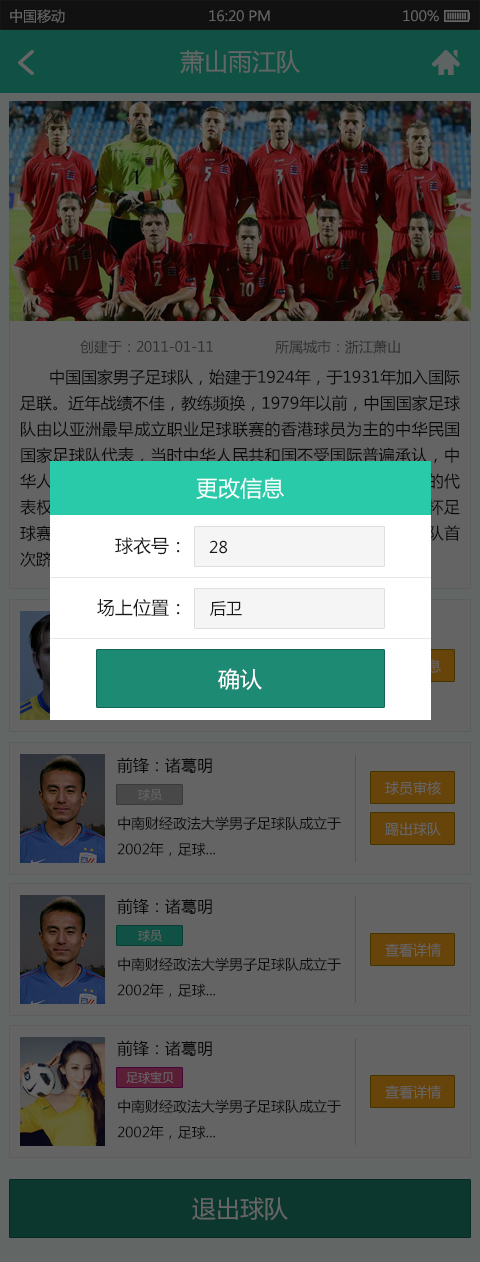 中国移动 16:20 PM 100%
萧山雨江队
7 1 5 3 17
11 2 10 8 4
创建于：2011-01-11 所属城市：浙江萧山
中国国家男子足球队，始建于1924年，于1931年加入国际
足联。近年战绩不佳，教练频换，1979年以前，中国国家足球
队由以亚洲最早成立职业足球联赛的香港球员为主的中华民国
国家足球队代表，当时中华人民共和国不受国际普遍承认，中
华人 的代
表权 杯足
球赛 队首
次跻
更改信息
球衣号： 28
场上位置： 后卫
确认
息
前锋：诸葛明
球员
中南财经政法大学男子足球队成立于
2002年，足球...
球员审核
踢出球队
前锋：诸葛明
球员
中南财经政法大学男子足球队成立于
2002年，足球...
查看详情
前锋：诸葛明
足球宝贝
中南财经政法大学男子足球队成立于
2002年，足球...
查看详情
退出球队